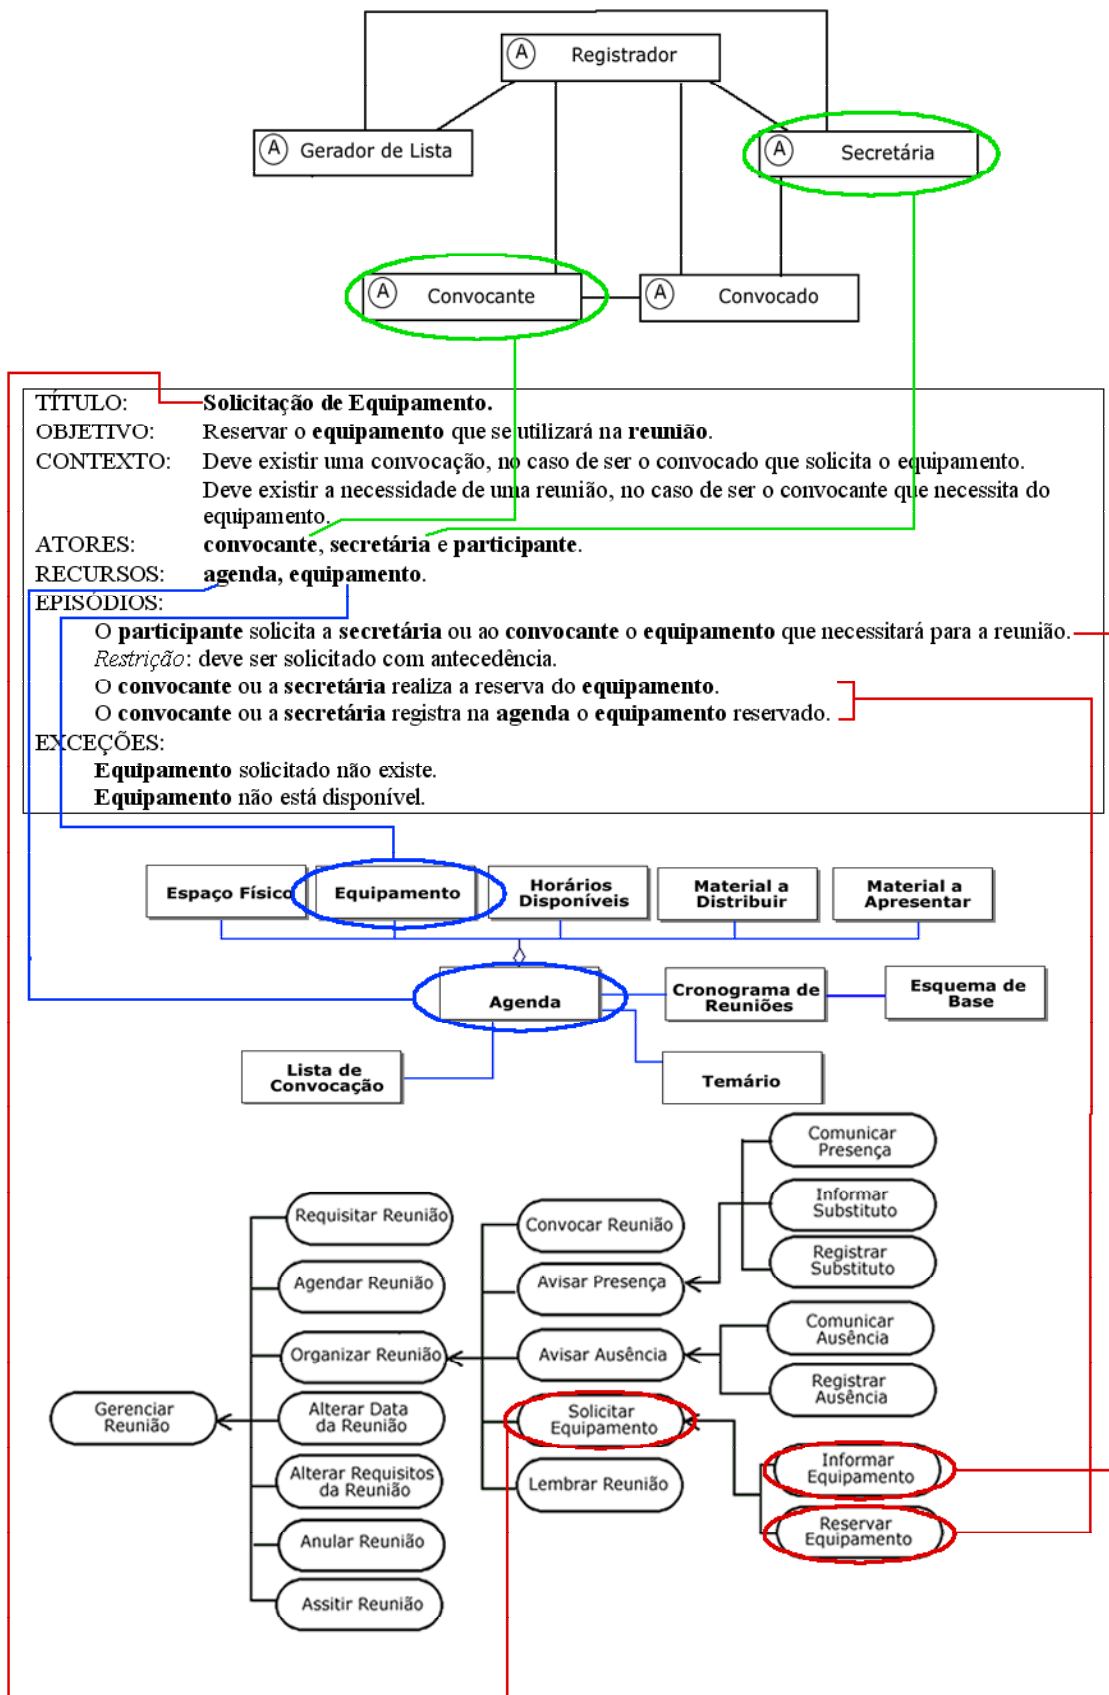 A Registrador
A Gerador de Lista
A Secretária
A Convocante
A Convocado
TÍTULO: Solicitação de Equipamento.
OBJETIVO: Reservar o equipamento que se utilizará na reunião.
CONTEXTO: Deve existir uma convocação, no caso de ser o convocado que solicita o equipamento.
Deve existir a necessidade de uma reunião, no caso de ser o convocante que necessita do
equipamento.
ATORES: convocante, secretária e participante.
RECURSOS: agenda, equipamento.
EPISÓDIOS:
O participante solicita a secretária ou ao convocante o equipamento que necessitará para a reunião.
Restrição: deve ser solicitado com antecedência.
O convocante ou a secretária realiza a reserva do equipamento.
O convocante ou a secretária registra na agenda o equipamento reservado.
EXCEÇÕES:
Equipamento solicitado não existe.
Equipamento não está disponível.
Espaço Físico
Equipamento
Horários
Disponíveis
Material a
Distribuir
Material a
Apresentar
Agenda
Cronograma de
Reuniões
Esquema de
Base
Lista de
Convocação
Temário
Comunicar
Presença
Informar
Substituto
Registrar
Substituto
Requisitar Reunião
Convocar Reunião
Agendar Reunião
Avisar Presença
Comunicar
Ausência
Organizar Reunião
Avisar Ausência
Registrar
Ausência
Gerenciar
Reunião
Alterar Data
da Reunião
Solicitar
Equipamento
Alterar Requisitos
da Reunião
Lembrar Reunião
Informar
Equipamento
Reservar
Equipamento
Anular Reunião
Assitir Reunião